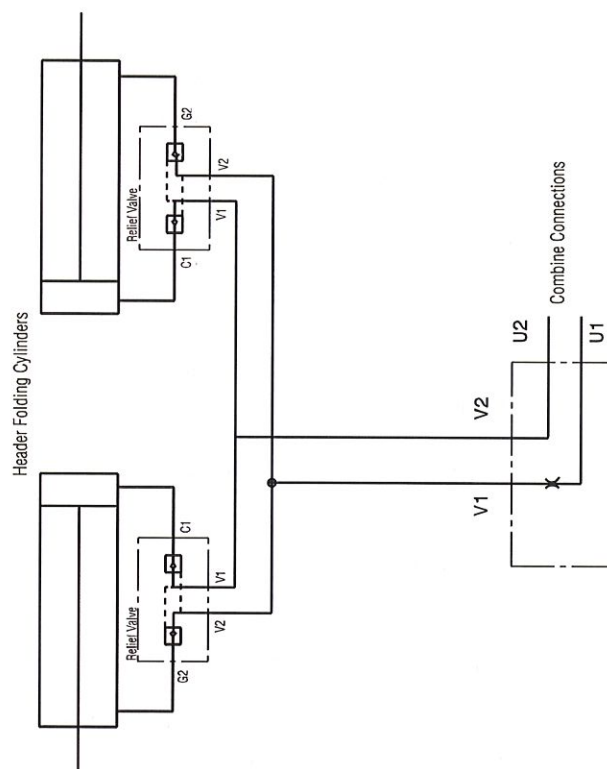 Header Folding Cylinders
Relief Valve
C1
V1
V2
G2
Relief Valve
G2
V2
V1
C1
V1
V2
U2
U1
Combine Connections